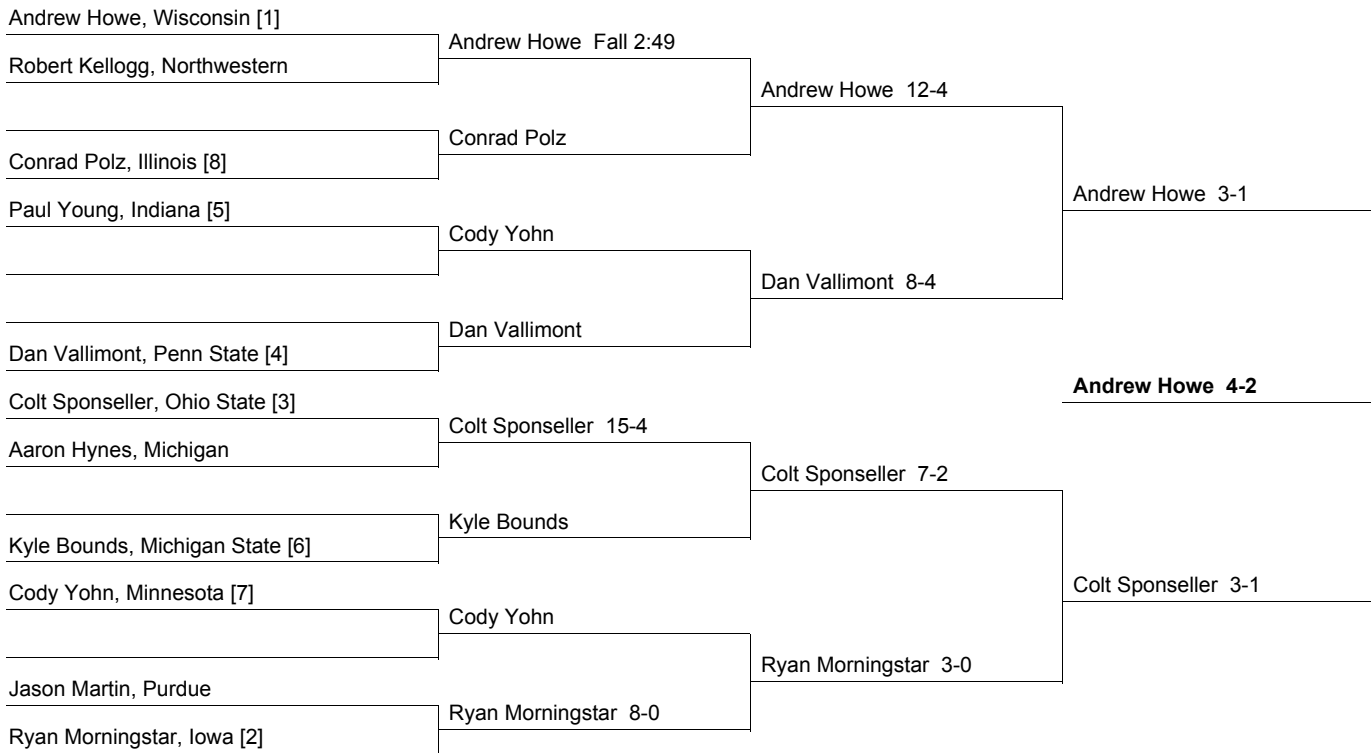 Andrew Howe, Wisconsin [1]
Andrew Howe Fall 2:49
Robert Kellogg, Northwestern
Andrew Howe 12-4
Conrad Polz
Conrad Polz, Illinois [8]
Andrew Howe 3-1
Paul Young, Indiana [5]
Cody Yohn
Dan Vallimont 8-4
Dan Vallimont
Dan Vallimont, Penn State [4]
Andrew Howe 4-2
Colt Sponseller, Ohio State [3]
Colt Sponseller 15-4
Aaron Hynes, Michigan
Colt Sponseller 7-2
Kyle Bounds
Kyle Bounds, Michigan State [6]
Colt Sponseller 3-1
Cody Yohn, Minnesota [7]
Cody Yohn
Ryan Morningstar 3-0
Jason Martin, Purdue
Ryan Morningstar 8-0
Ryan Morningstar, Iowa [2]